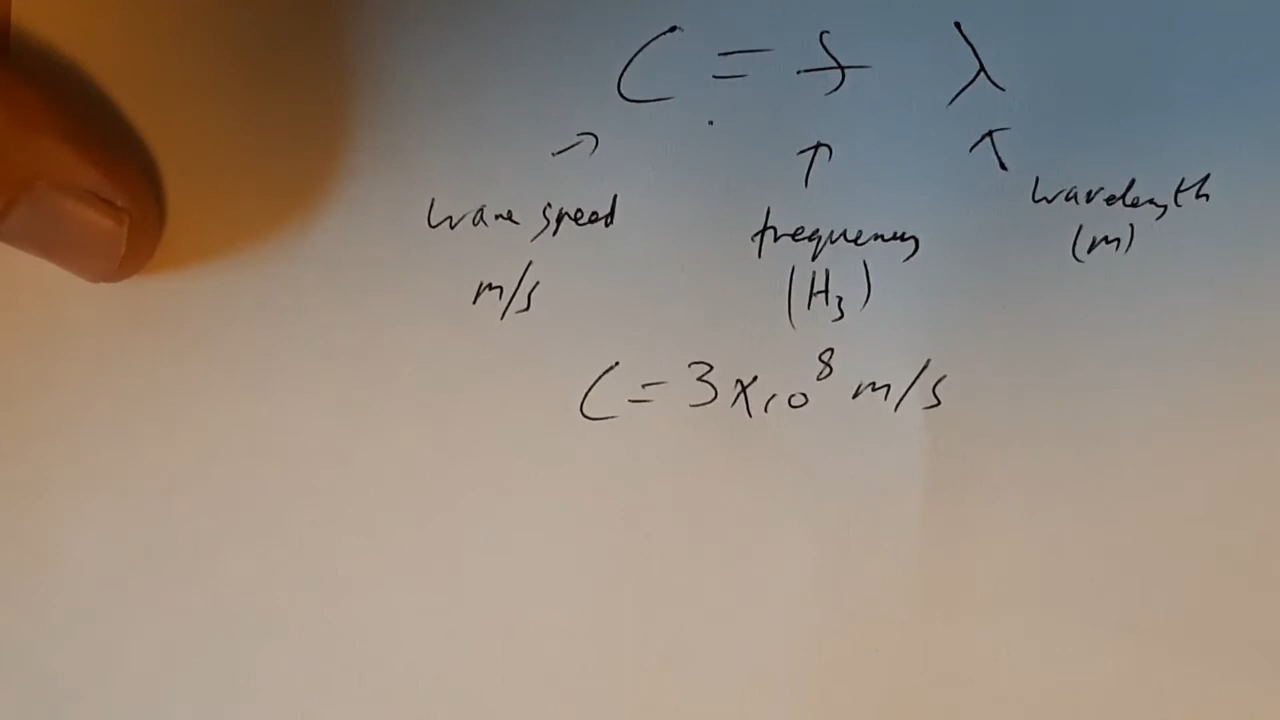 C = f λ
wave speed
m/s
frequency
(Hz)
wavelength
(m)
C = 3 x 10⁸ m/s